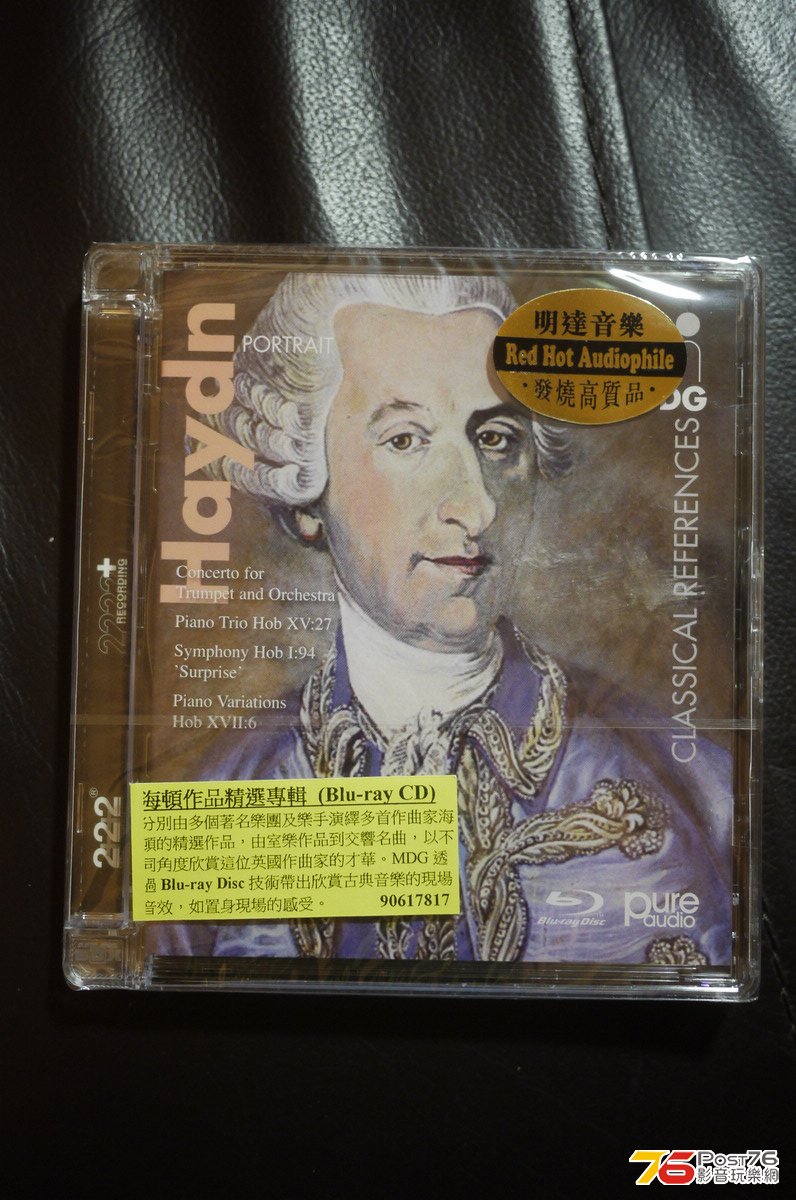 Haydn
PORTRAIT
明達音樂
Red Hot Audiophile
·發燒高質品·
DG
CLASSICAL REFERENCES
Concerto for
Trumpet and Orchestra
Piano Trio Hob XV:27
Symphony Hob I:94
'Surprise'
Piano Variations
Hob XVII:6
2+2+2
RECORDING
222®
海頓作品精選專輯 (Blu-ray CD)
分別由多個著名樂團及樂手演繹多首作曲家海
頓的精選作品，由室樂作品到交響名曲，以不
同角度欣賞這位英國作曲家的才華。MDG 透
過 Blu-ray Disc 技術帶出欣賞古典音樂的現場
音效，如置身現場的感受。 90617817
Blu-ray Disc
pure
audio
76 POST76
影音玩樂網